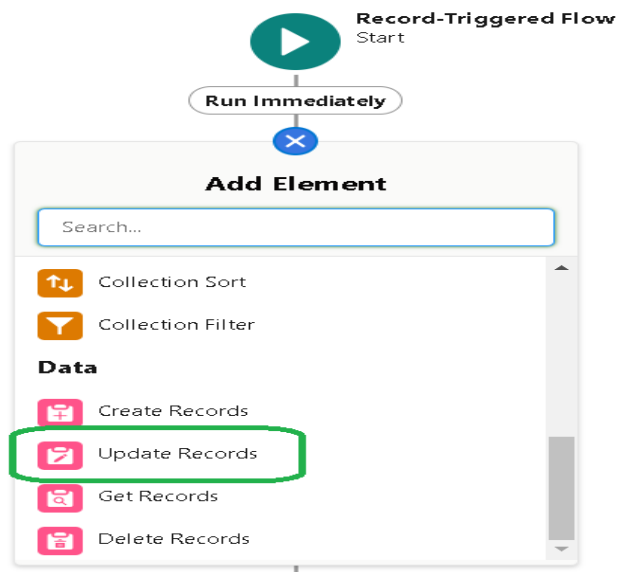 Record-Triggered Flow
Start
Run Immediately
Add Element
Search...
Collection Sort
Collection Filter
Data
Create Records
Update Records
Get Records
Delete Records